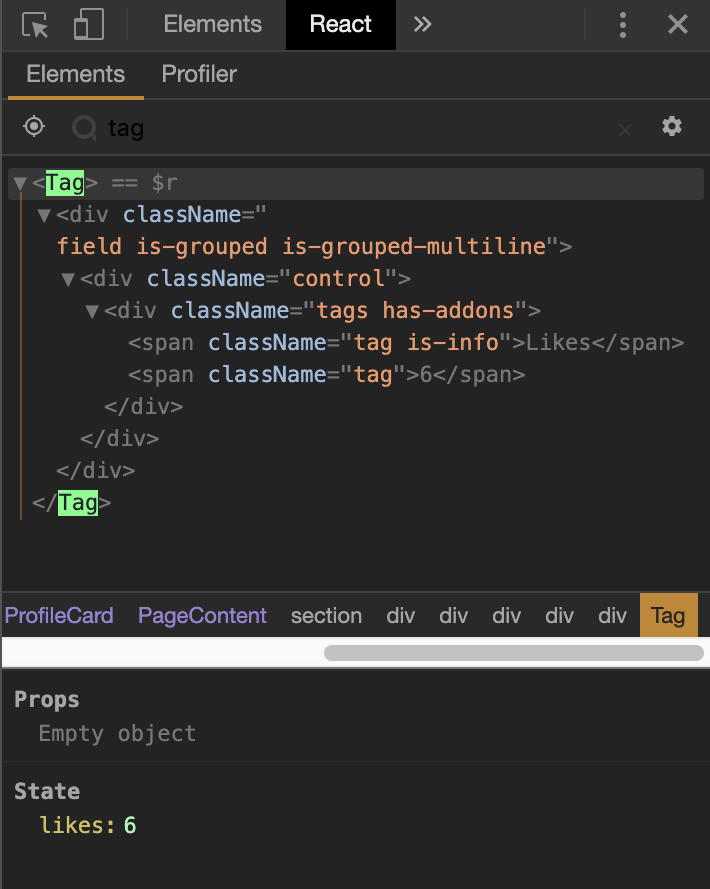 Elements React »
Elements Profiler
tag ×
▼<Tag> == $r
▼<div className="
field is-grouped is-grouped-multiline">
▼<div className="control">
▼<div className="tags has-addons">
<span className="tag is-info">Likes</span>
<span className="tag">6</span>
</div>
</div>
</div>
</Tag>
ProfileCard PageContent section div div div div div Tag
Props
Empty object
State
likes: 6